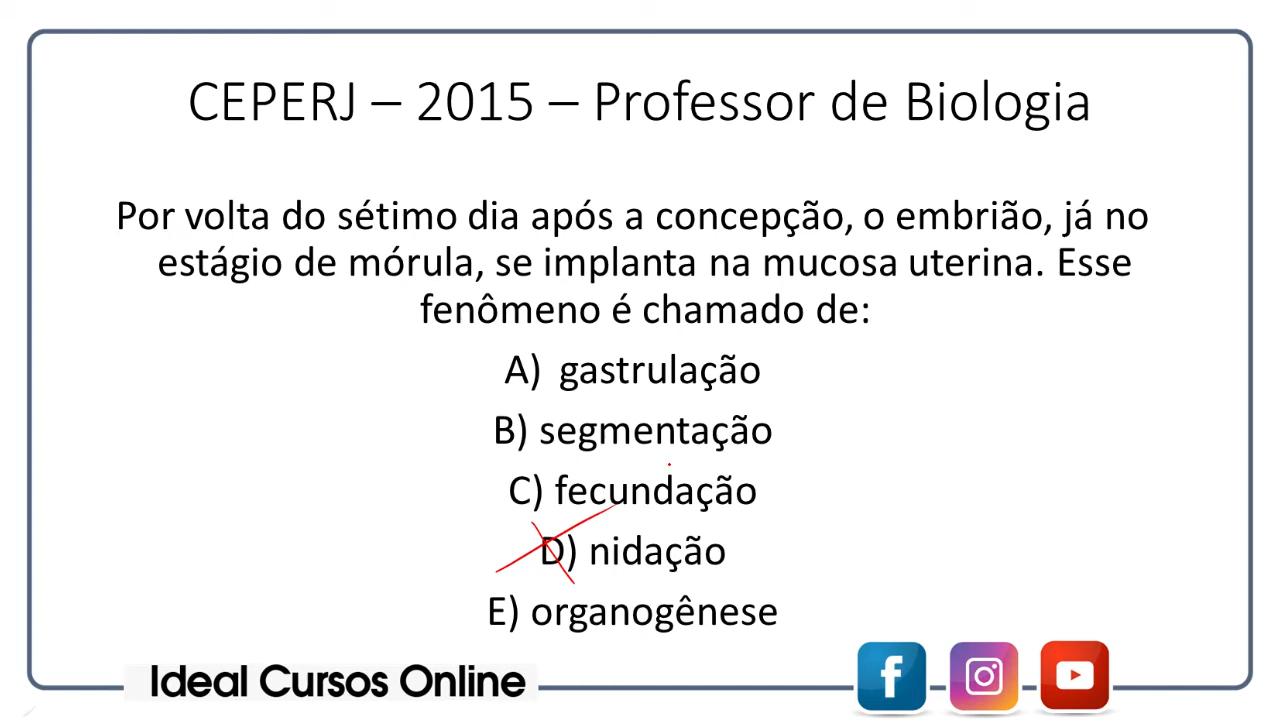 CEPERJ – 2015 – Professor de Biologia
Por volta do sétimo dia após a concepção, o embrião, já no
estágio de mórula, se implanta na mucosa uterina. Esse
fenômeno é chamado de:
A) gastrulação
B) segmentação
C) fecundação
D) nidação
E) organogênese
Ideal Cursos Online